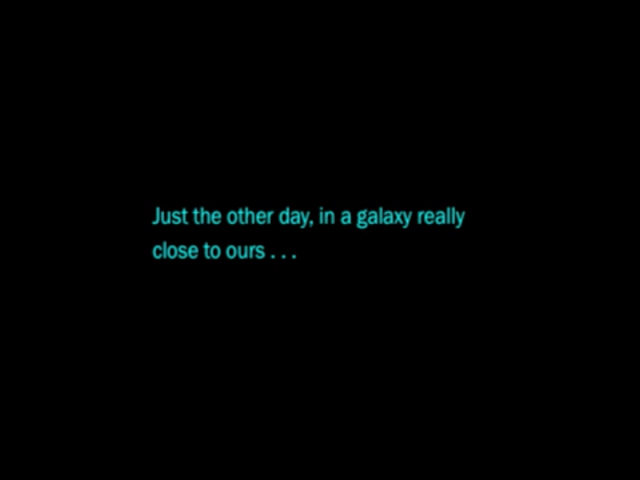 Just the other day, in a galaxy really
close to ours . . .